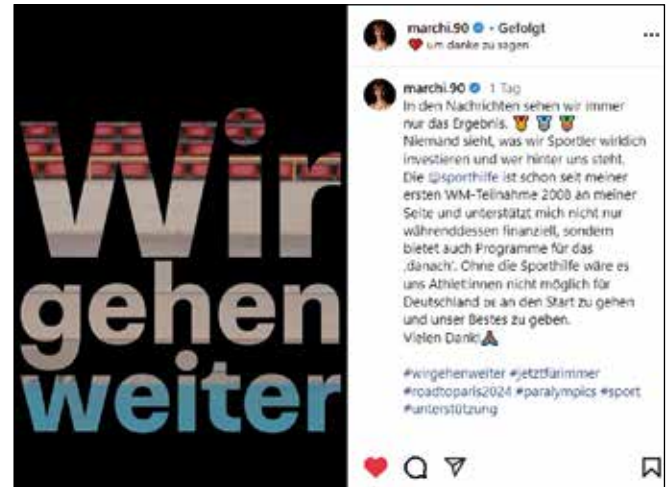 Wir
gehen
weiter
marchi.90 • Gefolgt
um danke zu sagen
marchi.90 1 Tag
In den Nachrichten sehen wir immer
nur das Ergebnis.
Niemand sieht, was wir Sportler wirklich
investieren und wer hinter uns steht.
Die @sporthilfe ist schon seit meiner
ersten WM-Teilnahme 2008 an meiner
Seite und unterstützt mich nicht nur
währenddessen finanziell, sondern
bietet auch Programme für das
‚danach'. Ohne die Sporthilfe wäre es
uns Athlet:innen nicht möglich für
Deutschland DE an den Start zu gehen
und unser Bestes zu geben.
Vielen Dank!
#wirgehenweiter #jetztfürimmer
#roadtoparis2024 #paralympics #sport
#unterstützung